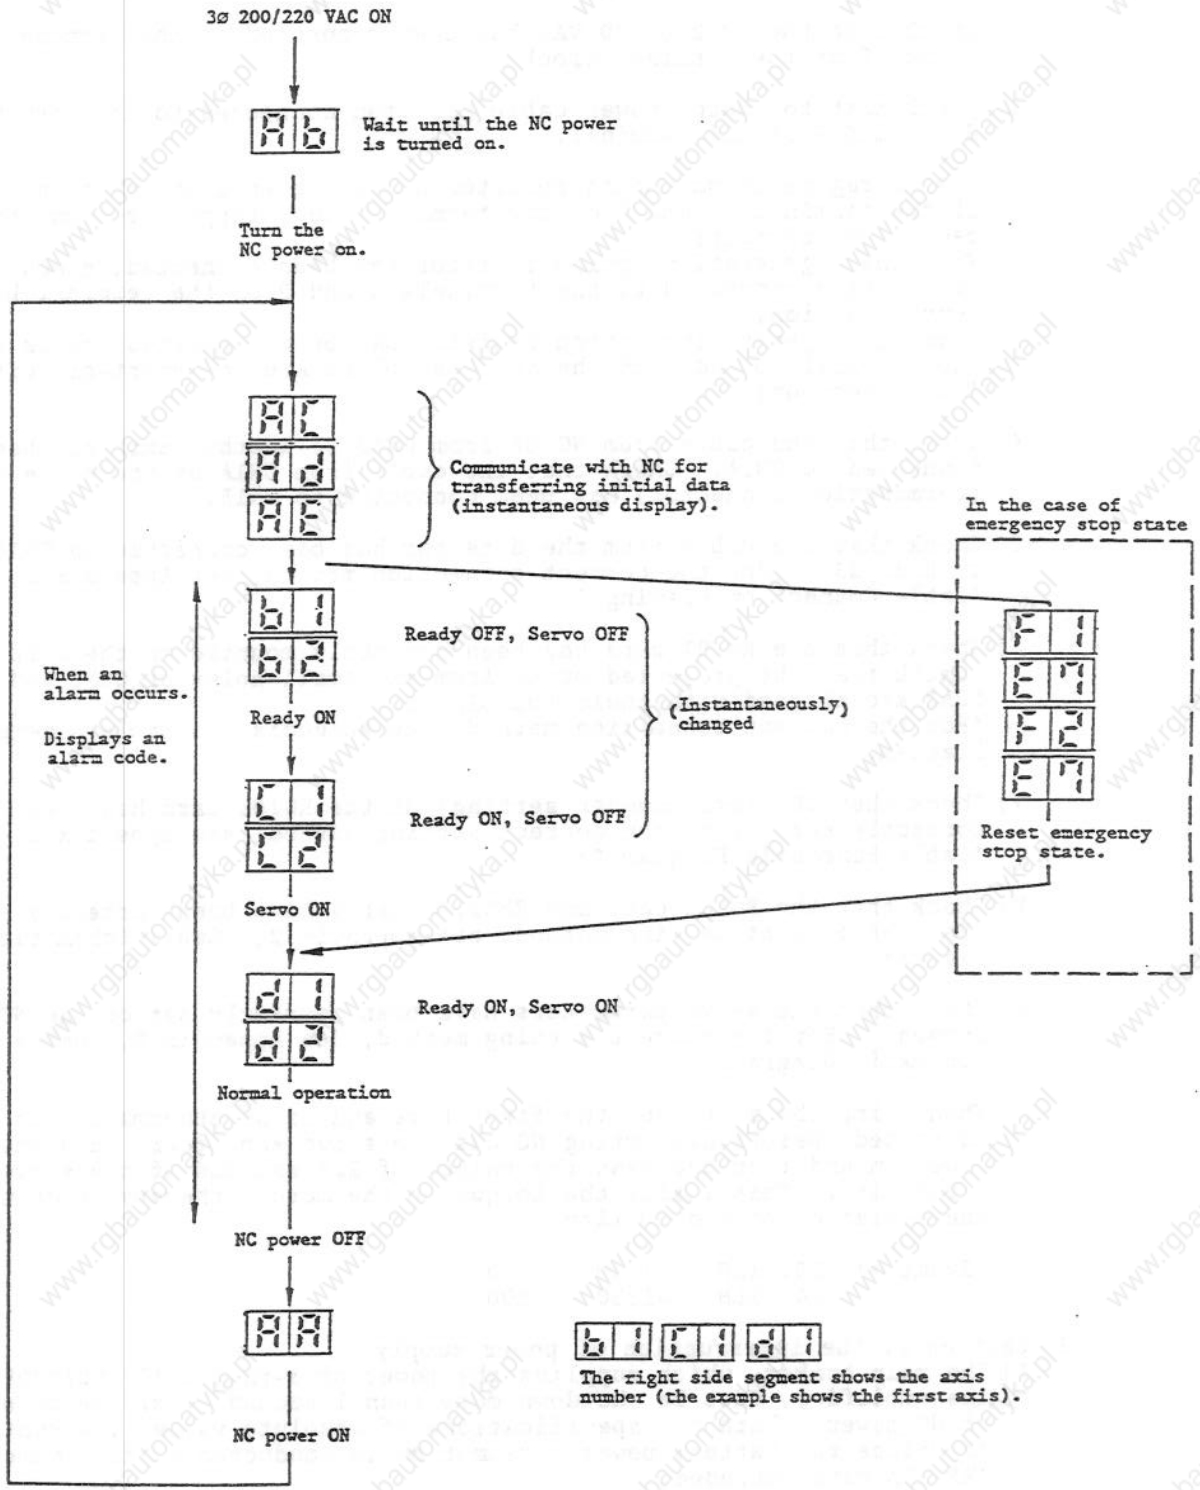 3ø 200/220 VAC ON
Ab
Wait until the NC power
is turned on.
Turn the
NC power on.
AC
Ad
AE
Communicate with NC for
transferring initial data
(instantaneous display).
In the case of
emergency stop state
b1
b2
Ready OFF, Servo OFF
F1
E7
F2
E7
When an
alarm occurs.
Displays an
alarm code.
Ready ON
(Instantaneously)
changed
C1
C2
Ready ON, Servo OFF
Reset emergency
stop state.
Servo ON
d1
d2
Ready ON, Servo ON
Normal operation
NC power OFF
AA
b1 C1 d1
The right side segment shows the axis
number (the example shows the first axis).
NC power ON
www.rgbautomatyka.pl